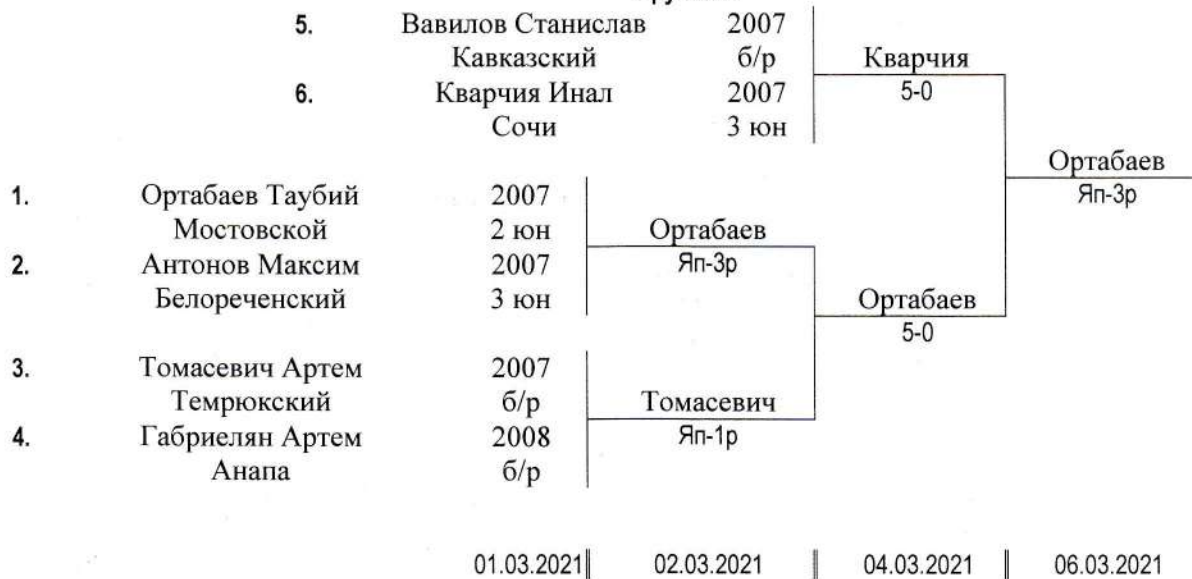 5. Вавилов Станислав 2007
Кавказский б/р Кварчия
6. Кварчия Инал 2007 5-0
Сочи 3 юн
Ортабаев
1. Ортабаев Таубий 2007 Яп-3р
Мостовской 2 юн Ортабаев
2. Антонов Максим 2007 Яп-3р
Белореченский 3 юн Ортабаев
5-0
3. Томасевич Артем 2007
Темрюкский б/р Томасевич
4. Габриелян Артем 2008 Яп-1р
Анапа б/р
01.03.2021 02.03.2021 04.03.2021 06.03.2021